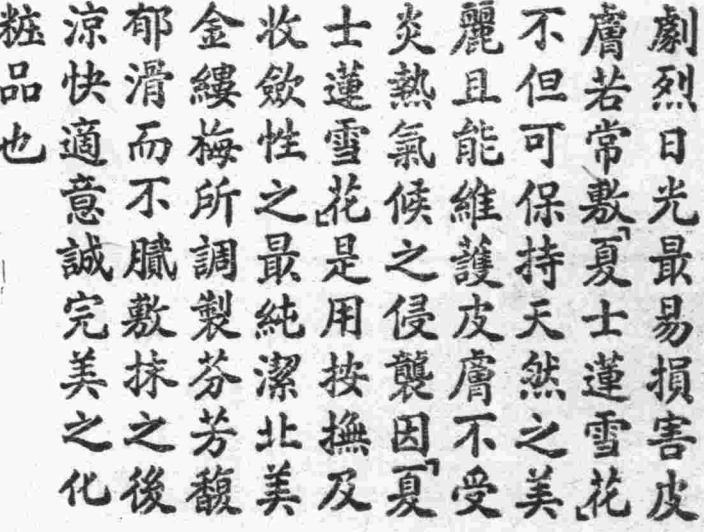 劇烈日光最易損害皮
膚若常敷「夏士蓮雪花」
不但可保持天然之美
麗且能維護皮膚不受
炎熱氣候之侵襲因「夏
士蓮雪花」是用按撫及
收歛性之最純潔北美
金縷梅所調製芬芳馥
郁滑而不膩敷抹之後
涼快適意誠完美之化
粧品也